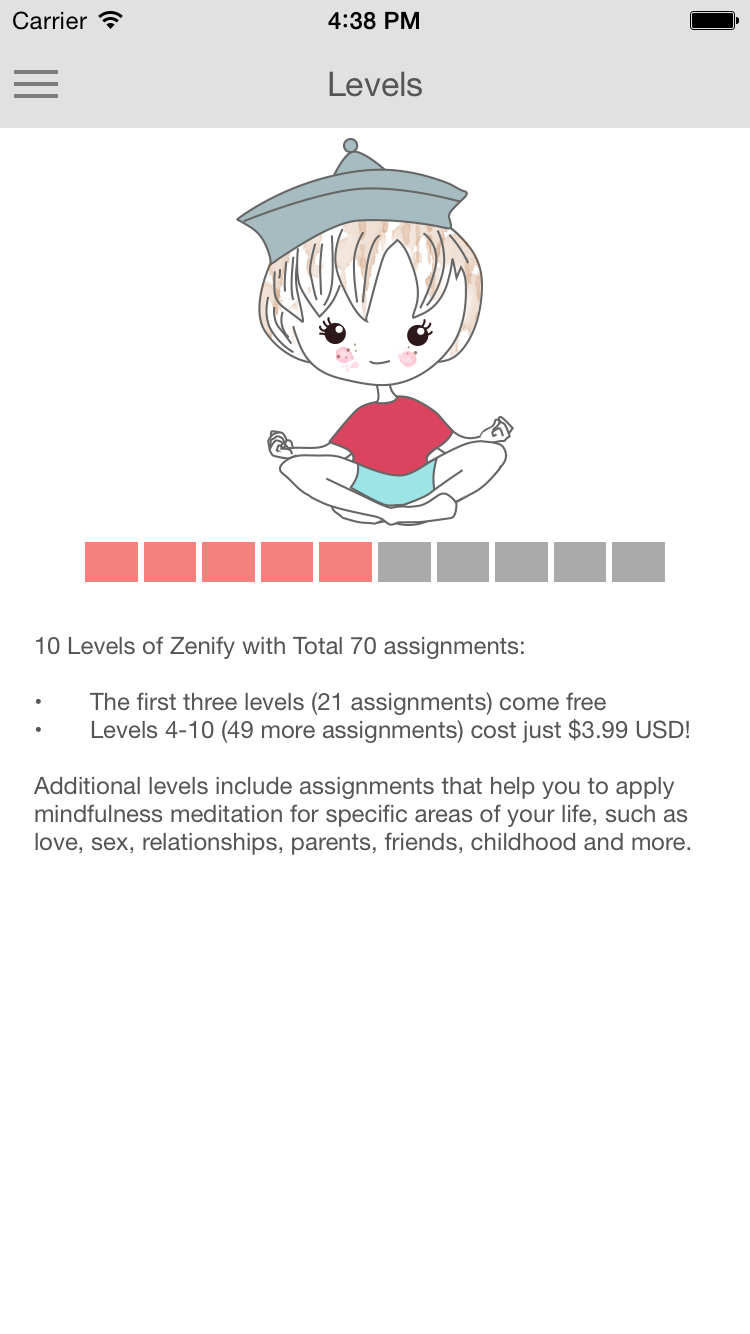 Carrier 4:38 PM
Levels
10 Levels of Zenify with Total 70 assignments:
• The first three levels (21 assignments) come free
• Levels 4-10 (49 more assignments) cost just $3.99 USD!
Additional levels include assignments that help you to apply
mindfulness meditation for specific areas of your life, such as
love, sex, relationships, parents, friends, childhood and more.